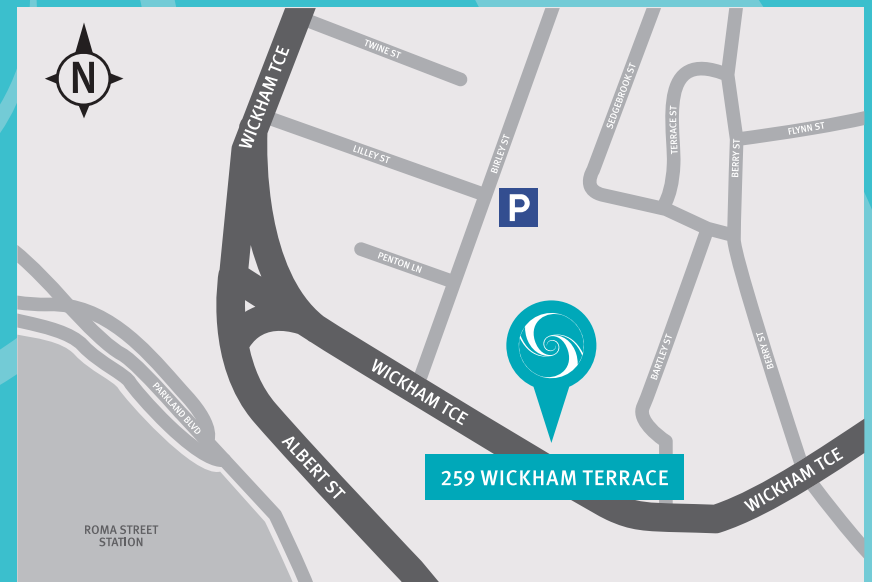 N
WICKHAM TCE
TWINE ST
LILLEY ST
BIRLEY ST
SEDGEBROOK ST
TERRACE ST
BERRY ST
FLYNN ST
P
PENTON LN
WICKHAM TCE
BARTLEY ST
BERRY ST
PARKLAND BLVD
ALBERT ST
259 WICKHAM TERRACE
WICKHAM TCE
ROMA STREET
STATION